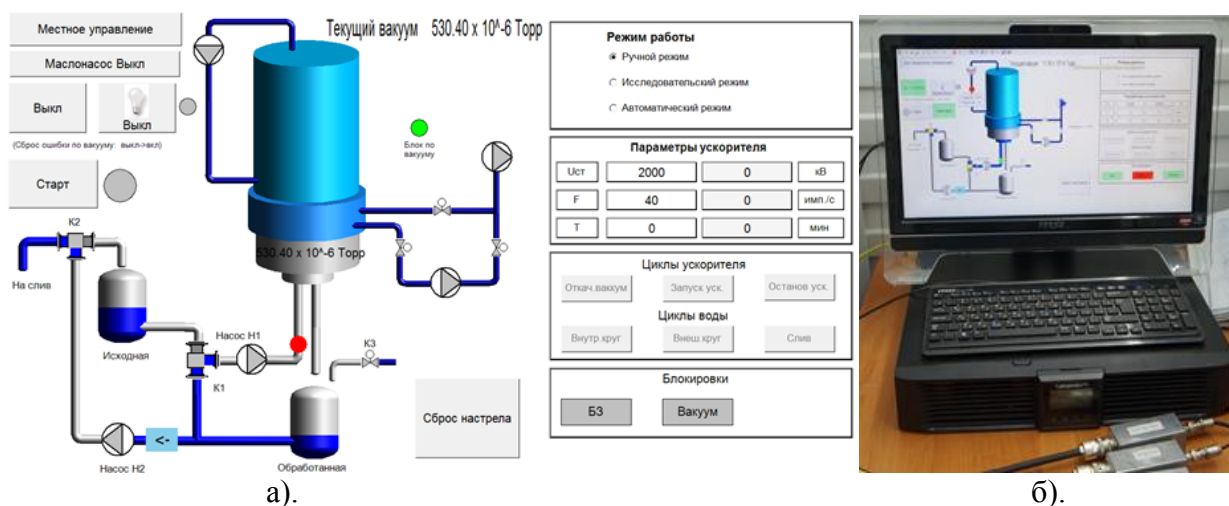 Местное управление
Маслонасос Выкл
Выкл
Выкл
(Сброс ошибки по вакууму: выкл->вкл)
Старт
Текущий вакуум 530.40 x 10^-6 Торр
Блок по
вакууму
530.40 x 10^-6 Торр
К2
На слив
Исходная
Насос Н1
К1
К3
<-
Насос Н2
Обработанная
Сброс настрела
Режим работы
Ручной режим
Исследовательский режим
Автоматический режим
Параметры ускорителя
Uст 2000 0 кВ
F 40 0 имп./с
T 0 0 мин
Циклы ускорителя
Откач.вакуум Запуск уск. Останов уск.
Циклы воды
Внутр.круг Внеш.круг Слив
Блокировки
БЗ Вакуум
а).
б).